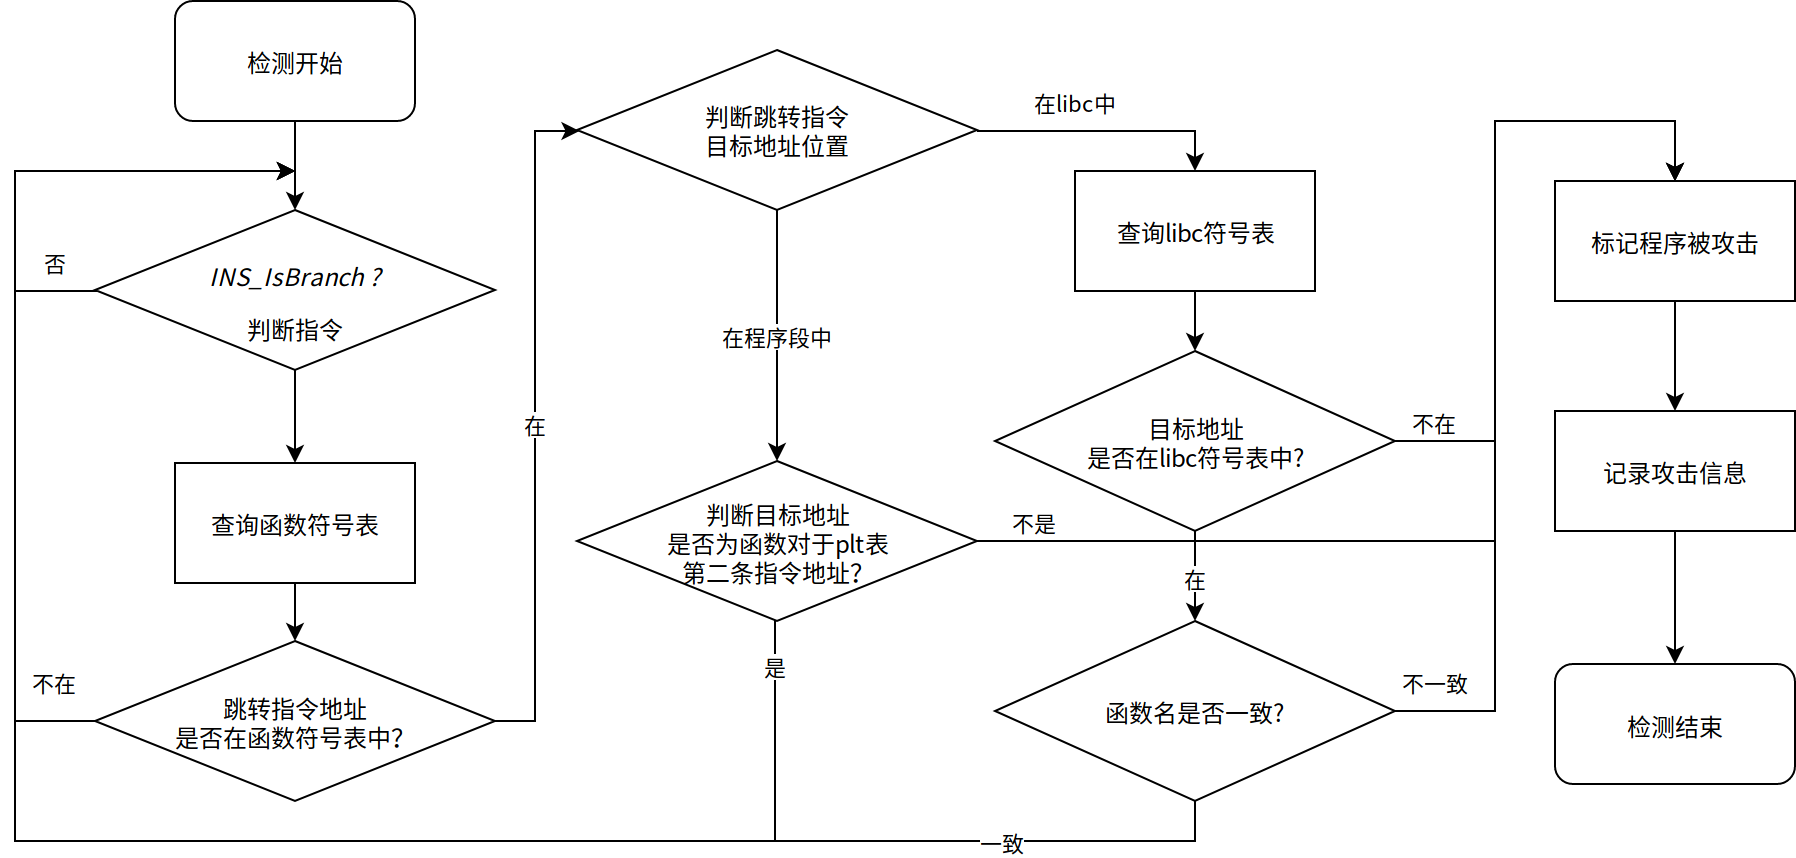 检测开始
否
INS_IsBranch？
判断指令
查询函数符号表
不在
跳转指令地址
是否在函数符号表中？
在
判断跳转指令
目标地址位置
在libc中
在程序段中
判断目标地址
是否为函数对于plt表
第二条指令地址？
不是
是
查询libc符号表
目标地址
是否在libc符号表中?
不在
在
函数名是否一致?
不一致
一致
标记程序被攻击
记录攻击信息
检测结束